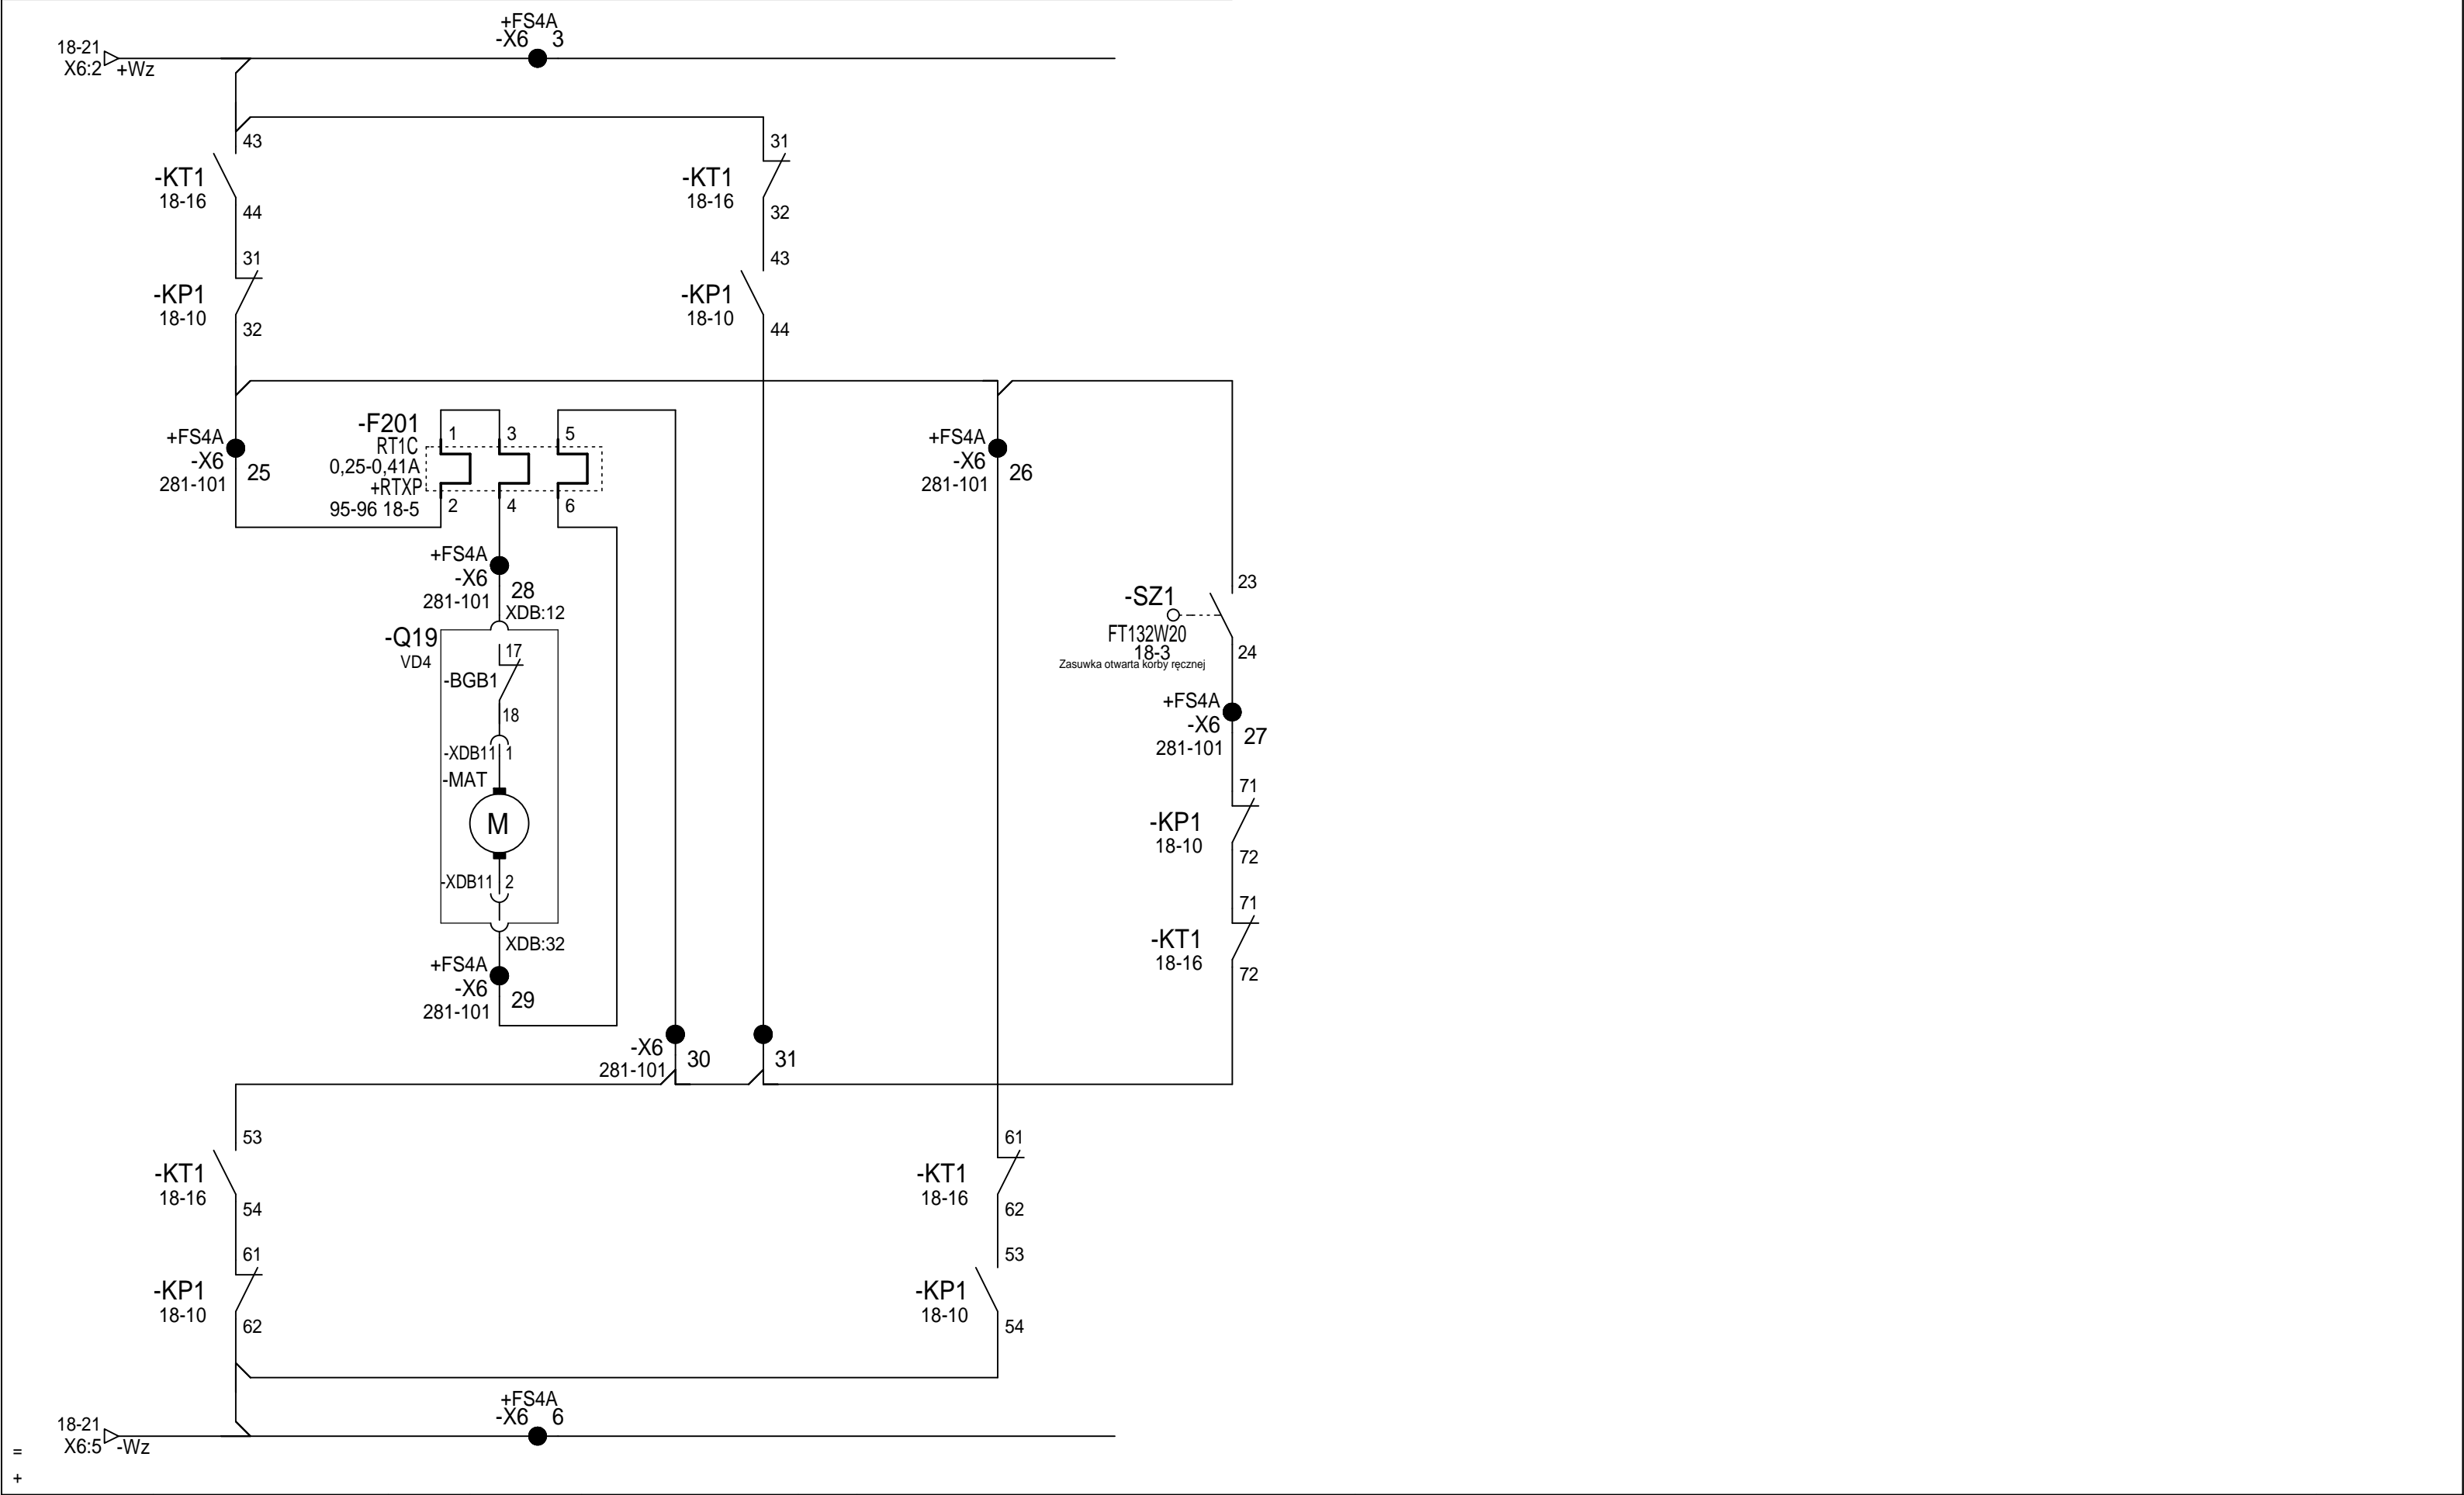 +FS4A
-X6 3
18-21
X6:2 +Wz
43
-KT1
18-16
44
31
-KP1
18-10
32
31
-KT1
18-16
32
43
-KP1
18-10
44
+FS4A
-X6
281-101
25
-F201
RT1C
0,25-0,41A
+RTXP
95-96 18-5
1 3 5
2 4 6
+FS4A
-X6
281-101
26
+FS4A
-X6
281-101
28
XDB:12
-Q19
VD4
17
-BGB1
18
-XDB11 1
-MAT
M
-XDB11 2
XDB:32
+FS4A
-X6
281-101
29
23
-SZ1
FT132W20
18-3
Zasuwka otwarta korby ręcznej
24
+FS4A
-X6
281-101
27
71
-KP1
18-10
72
71
-KT1
18-16
72
-X6
281-101
30
31
53
-KT1
18-16
54
61
-KP1
18-10
62
61
-KT1
18-16
62
53
-KP1
18-10
54
+FS4A
-X6 6
18-21
X6:5 -Wz
=
+